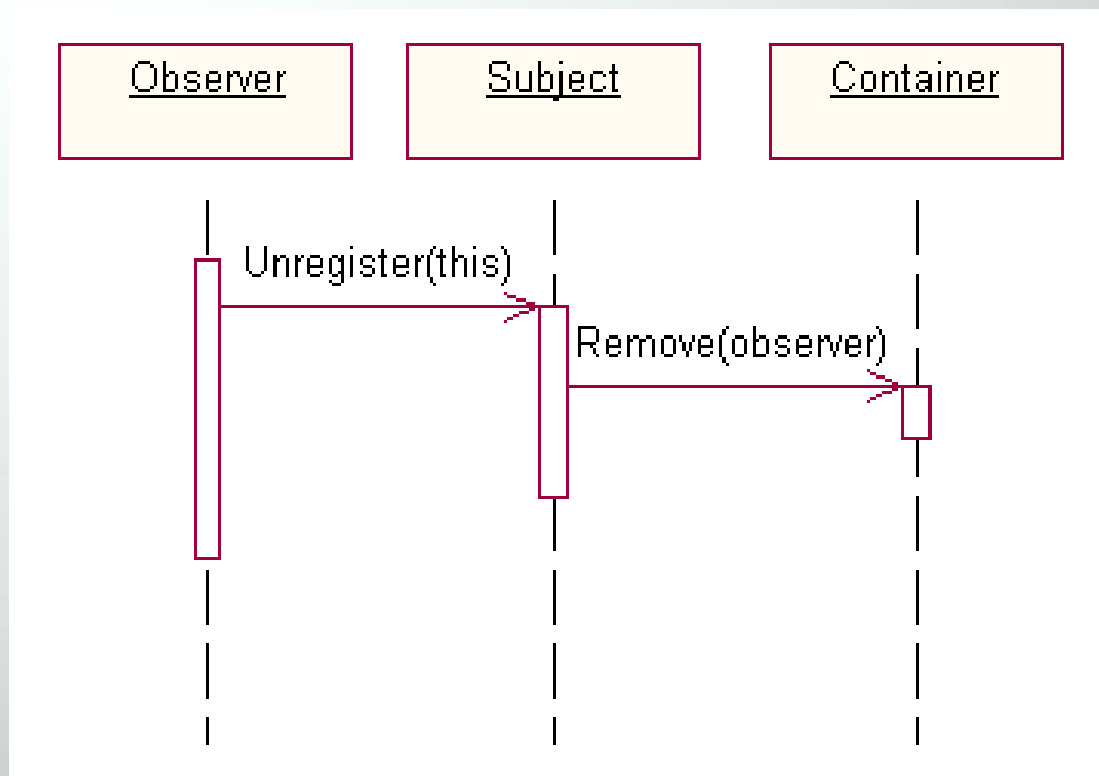 Observer
Subject
Container
Unregister(this)
Remove(observer)